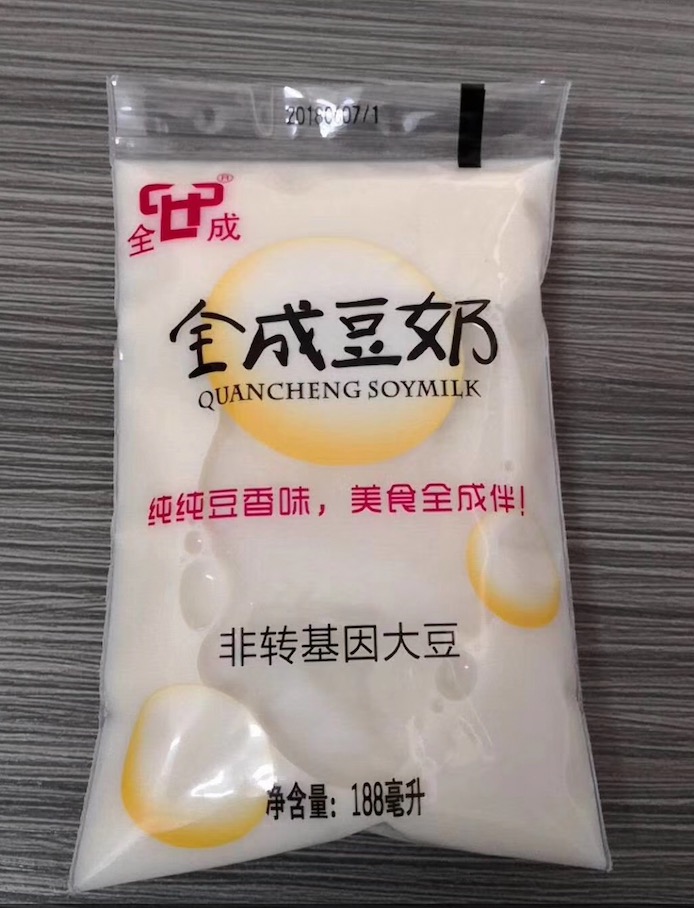 全成
®
全成豆奶
QUANCHENG SOYMILK
纯纯豆香味，美食全成伴!
非转基因大豆
净含量：188毫升